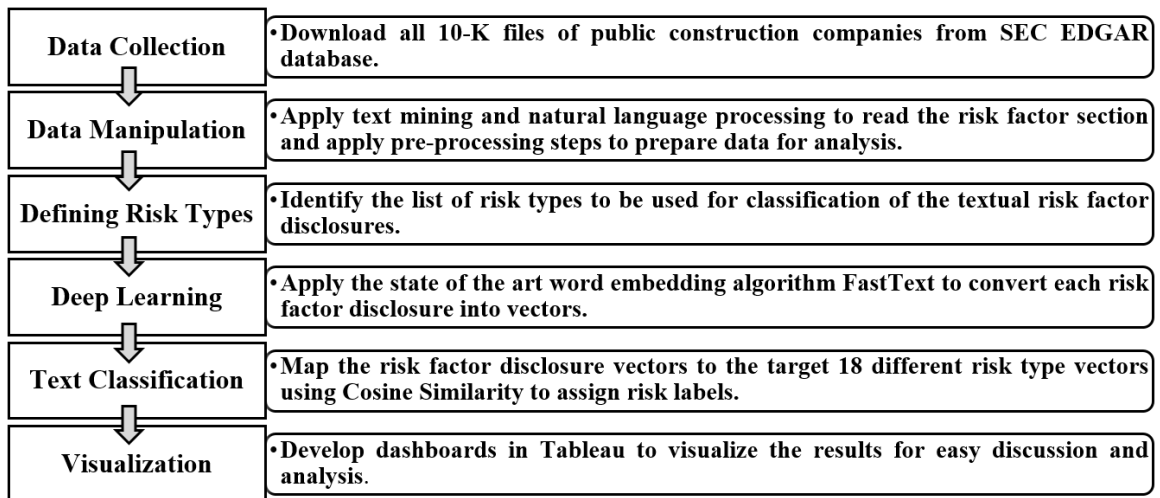 Data Collection
•Download all 10-K files of public construction companies from SEC EDGAR
database.
Data Manipulation
•Apply text mining and natural language processing to read the risk factor section
and apply pre-processing steps to prepare data for analysis.
Defining Risk Types
•Identify the list of risk types to be used for classification of the textual risk factor
disclosures.
Deep Learning
•Apply the state of the art word embedding algorithm FastText to convert each risk
factor disclosure into vectors.
Text Classification
•Map the risk factor disclosure vectors to the target 18 different risk type vectors
using Cosine Similarity to assign risk labels.
Visualization
•Develop dashboards in Tableau to visualize the results for easy discussion and
analysis.